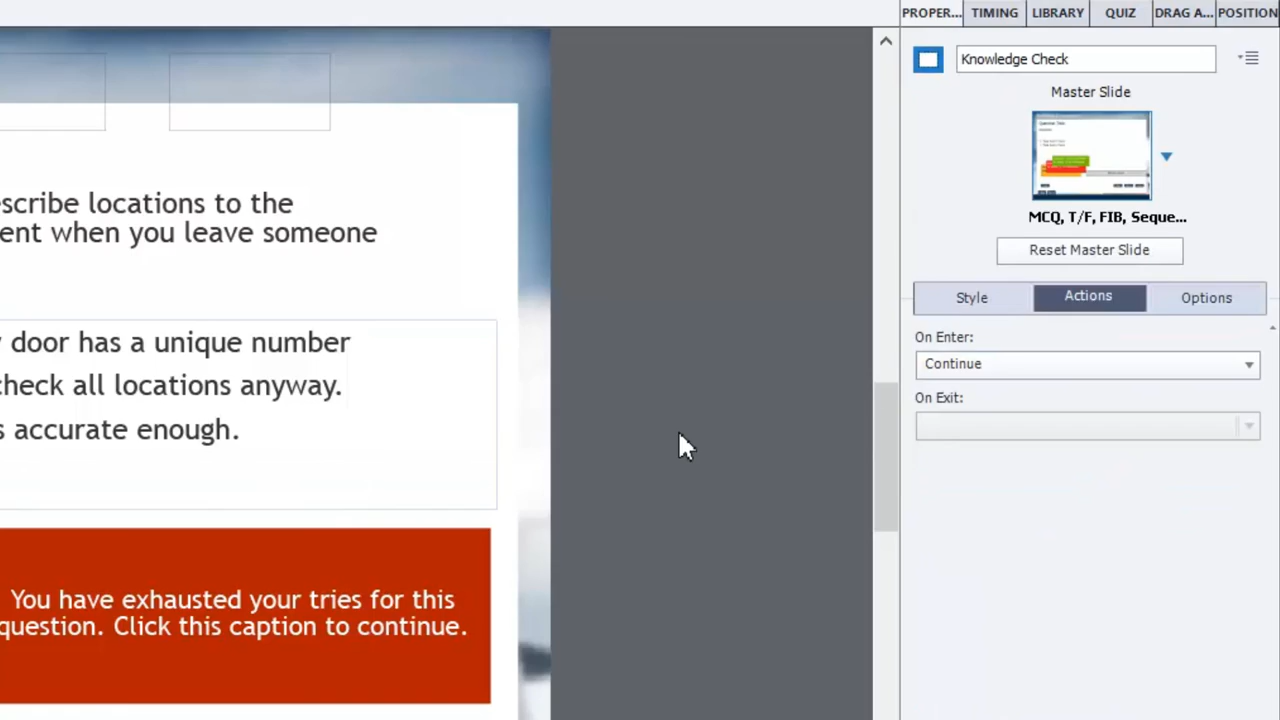 PROPER... TIMING LIBRARY QUIZ DRAG A... POSITION
Knowledge Check
Master Slide
MCQ, T/F, FIB, Seque...
Reset Master Slide
Style Actions Options
On Enter:
Continue
On Exit:
scribe locations to the
ent when you leave someone
door has a unique number
check all locations anyway.
s accurate enough.
You have exhausted your tries for this
question. Click this caption to continue.